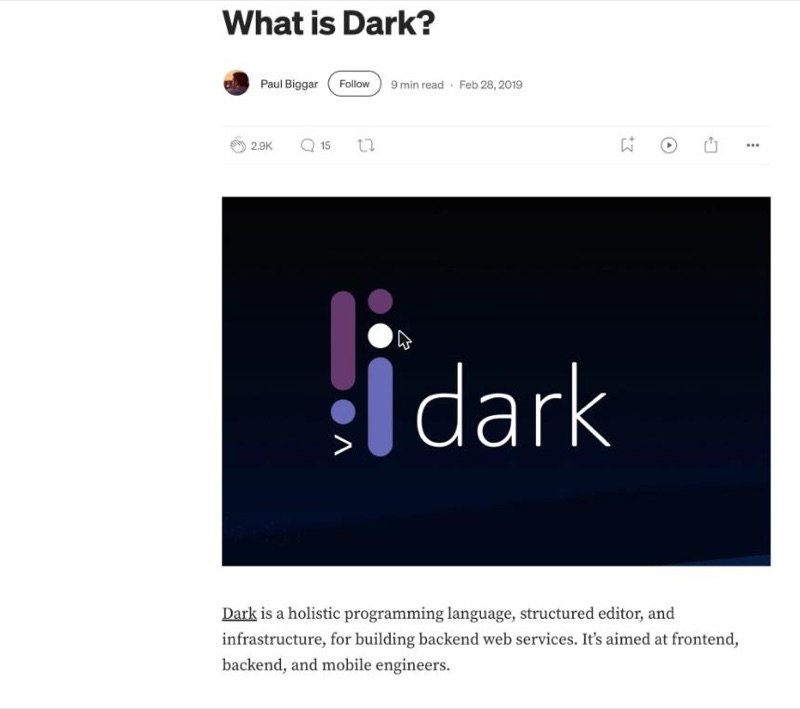 What is Dark?
Paul Biggar Follow 9 min read · Feb 28, 2019
2.9K 15
> dark
Dark is a holistic programming language, structured editor, and
infrastructure, for building backend web services. It’s aimed at frontend,
backend, and mobile engineers.